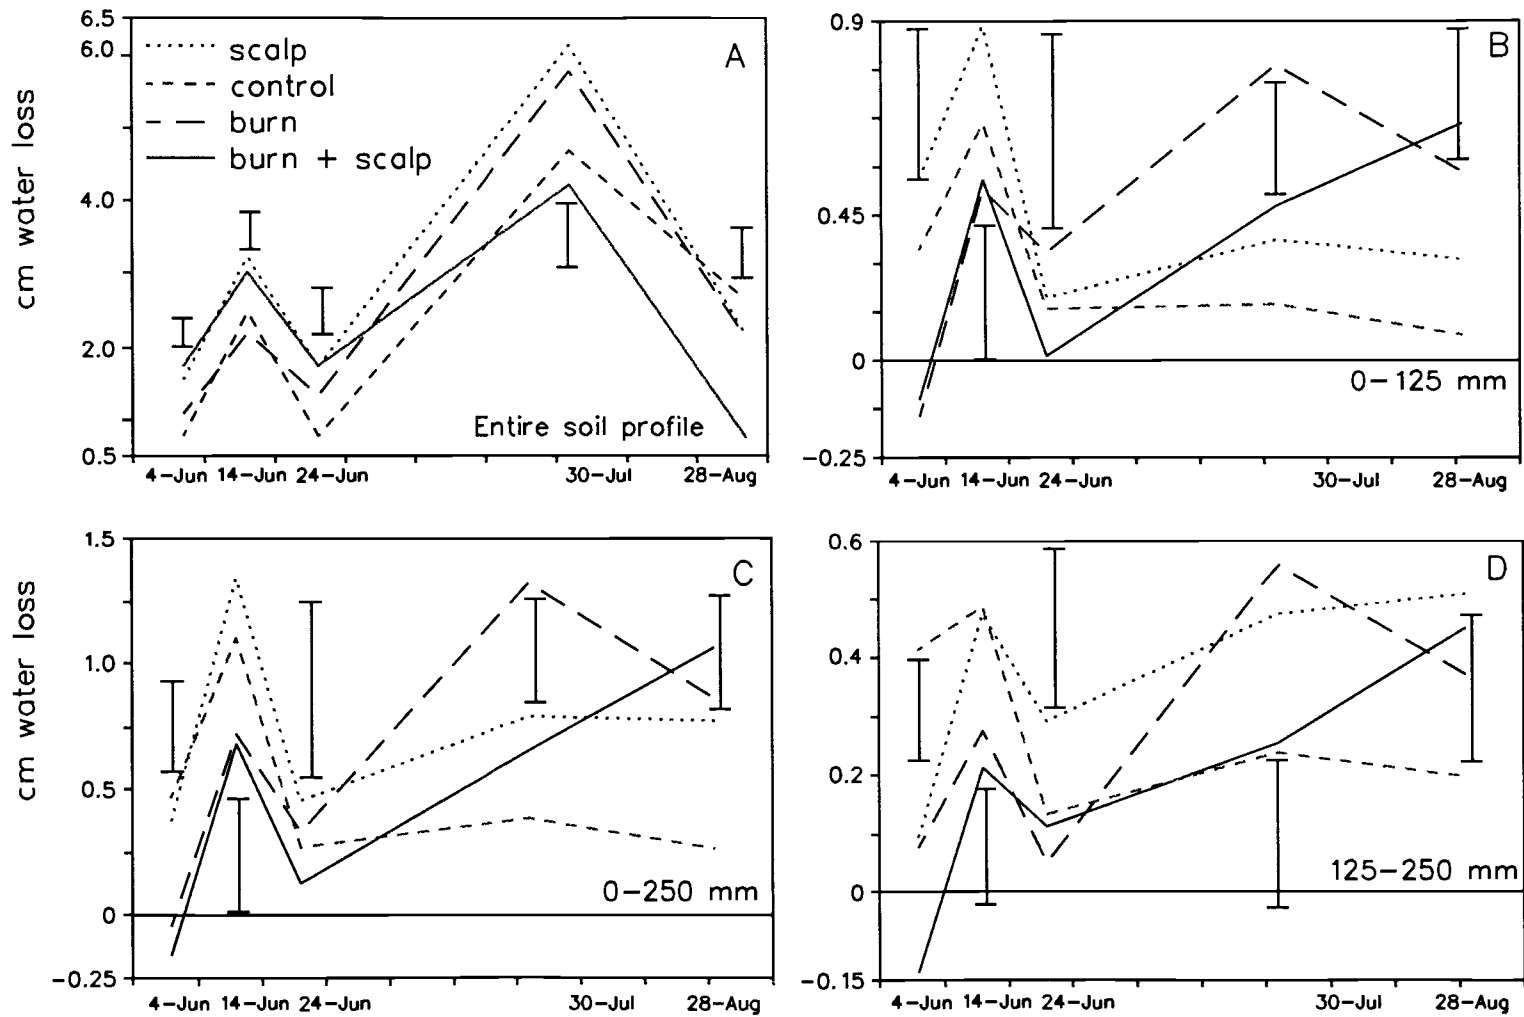 6.5
6.0
4.0
2.0
0.5
cm water loss
scalp
control
burn
burn + scalp
A
Entire soil profile
4-Jun 14-Jun 24-Jun 30-Jul 28-Aug
0.9
0.45
0
-0.25
B
0-125 mm
4-Jun 14-Jun 24-Jun 30-Jul 28-Aug
1.5
1.0
0.5
0
-0.25
cm water loss
C
0-250 mm
4-Jun 14-Jun 24-Jun 30-Jul 28-Aug
0.6
0.4
0.2
0
-0.15
D
125-250 mm
4-Jun 14-Jun 24-Jun 30-Jul 28-Aug